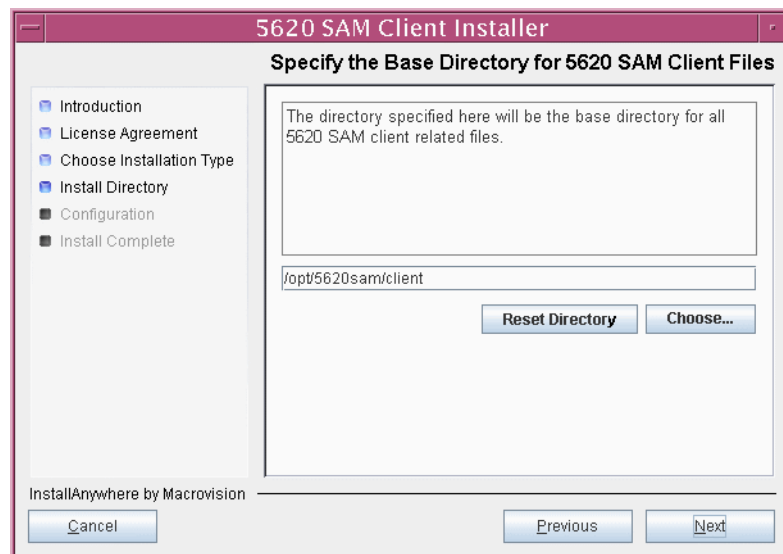 5620 SAM Client Installer
Specify the Base Directory for 5620 SAM Client Files
Introduction
License Agreement
Choose Installation Type
Install Directory
Configuration
Install Complete
The directory specified here will be the base directory for all
5620 SAM client related files.
/opt/5620sam/client
Reset Directory
Choose...
InstallAnywhere by Macrovision
Cancel
Previous
Next